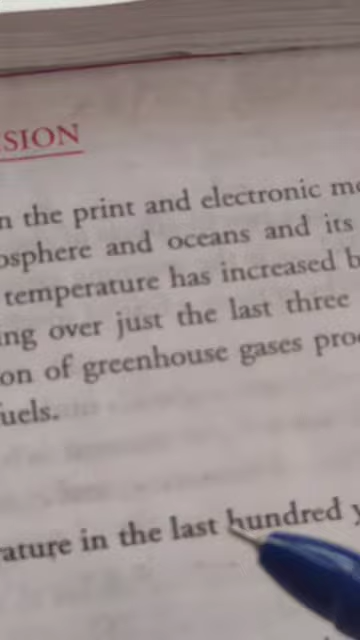 SION
n the print and electronic me
osphere and oceans and its
temperature has increased b
ing over just the last three
on of greenhouse gases pro
uels.
ature in the last hundred y